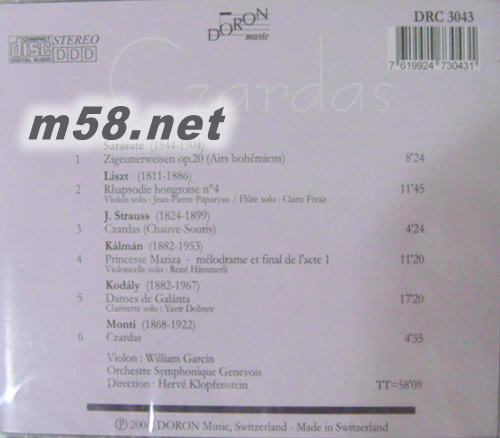 COMPACT disc DIGITAL AUDIO
STEREO
DDD
DORON
music
DRC 3043
7 619924 730431
Czardas
m58.net
Sarasate (1844-1904)
1 Zigeunerweisen op.20 (Airs bohémiens) 8'24
Liszt (1811-1886)
2 Rhapsodie hongroise n°4 11'45
Violon solo : Jean-Pierre Paparyan / Flûte solo : Claire Fivaz
J. Strauss (1824-1899)
3 Czardas (Chauve-Souris) 4'24
Kálmán (1882-1953)
4 Princesse Mariza - mélodrame et final de l'acte 1 11'20
Violoncelle solo : René Hämmerli
Kodály (1882-1967)
5 Danses de Galánta 17'20
Clarinette solo : Yavir Dobrev
Monti (1868-1922)
6 Czardas 4'35
Violon : William Garcin
Orchestre Symphonique Genevois
Direction : Hervé Klopfenstein TT=58'09
DORON Music, Switzerland - Made in Switzerland